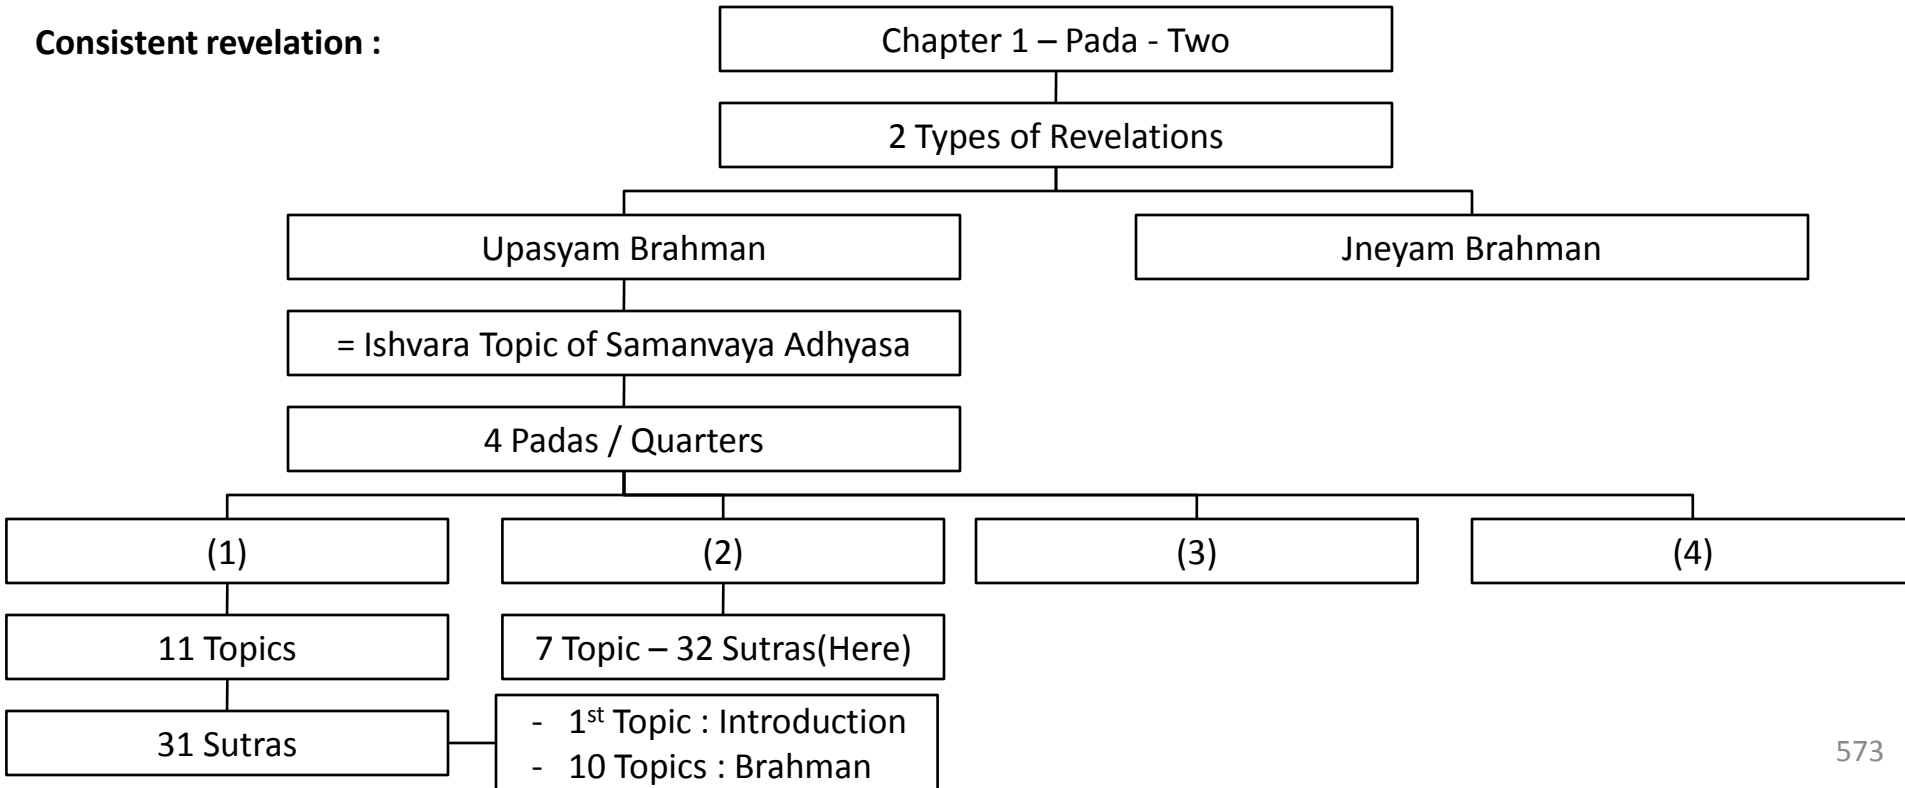 Consistent revelation :
Chapter 1 – Pada - Two
2 Types of Revelations
Upasyam Brahman
Jneyam Brahman
= Ishvara Topic of Samanvaya Adhyasa
4 Padas / Quarters
(1)
(2)
(3)
(4)
11 Topics
7 Topic – 32 Sutras(Here)
31 Sutras
- 1st Topic : Introduction
- 10 Topics : Brahman
573